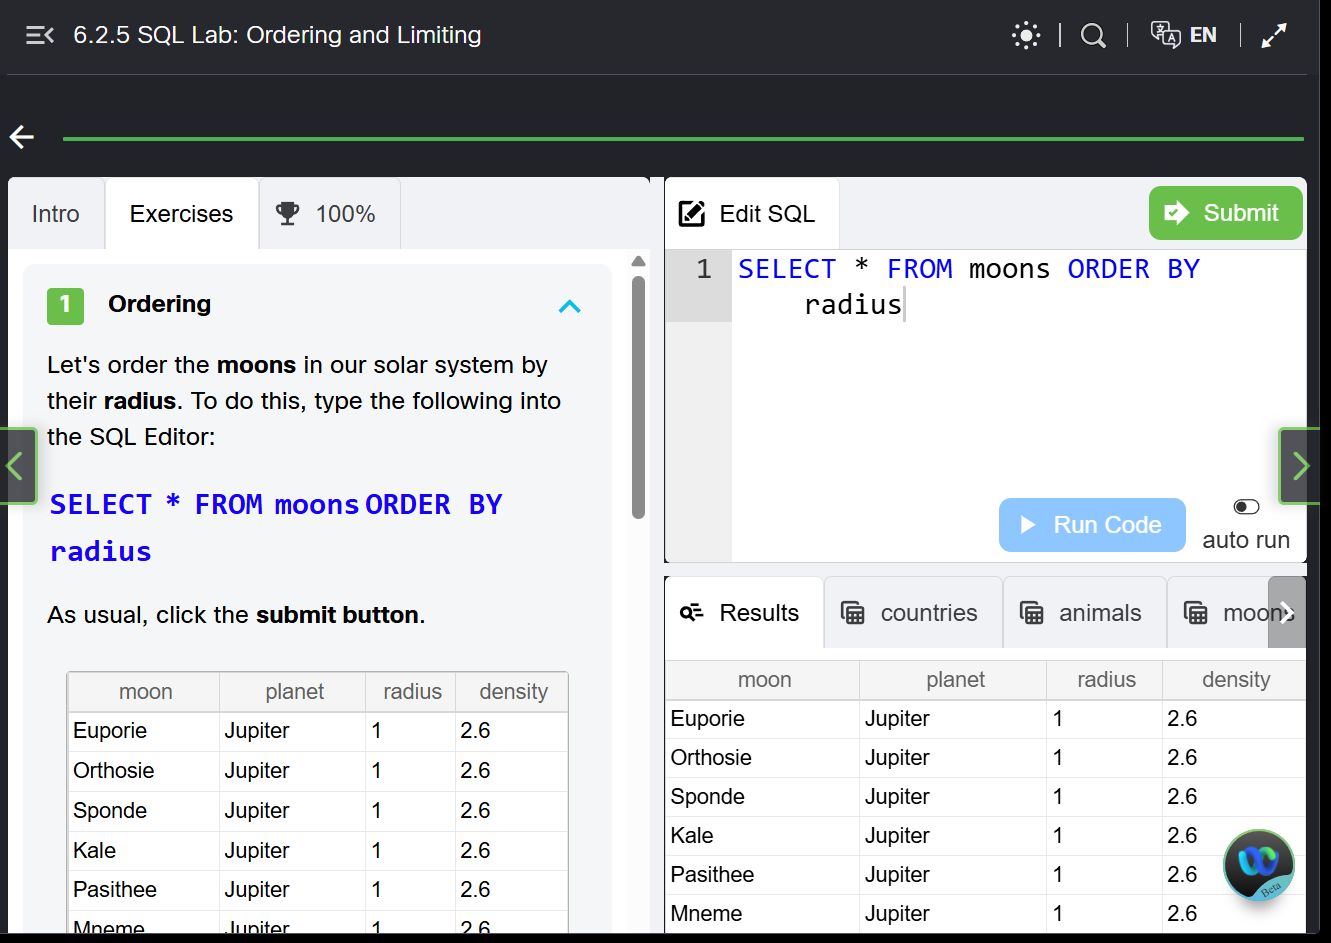 6.2.5 SQL Lab: Ordering and Limiting
EN
Intro
Exercises
100%
1
Ordering
Let's order the moons in our solar system by
their radius. To do this, type the following into
the SQL Editor:
SELECT * FROM moons ORDER BY
radius
As usual, click the submit button.
moon planet radius density
Euporie Jupiter 1 2.6
Orthosie Jupiter 1 2.6
Sponde Jupiter 1 2.6
Kale Jupiter 1 2.6
Pasithee Jupiter 1 2.6
Mneme Jupiter 1 2.6
Edit SQL
Submit
1 SELECT * FROM moons ORDER BY
radius
Run Code
auto run
Results
countries
animals
moons
moon planet radius density
Euporie Jupiter 1 2.6
Orthosie Jupiter 1 2.6
Sponde Jupiter 1 2.6
Kale Jupiter 1 2.6
Pasithee Jupiter 1 2.6
Mneme Jupiter 1 2.6
Beta